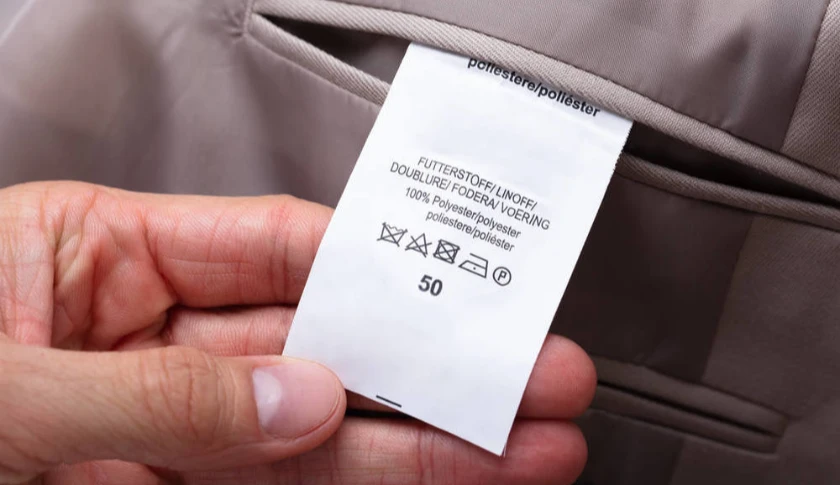 poliestere/poliéster
FUTTERSTOFF/ LINOFF/
DOUBLURE/ FODERA/ VOERING
100% Polyester/polyester
poliestere/poliéster
P
50